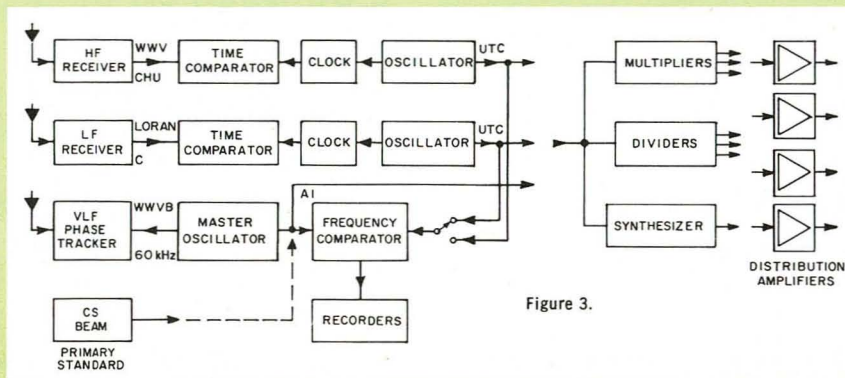 HF
RECEIVER
WWV
CHU
TIME
COMPARATOR
CLOCK
OSCILLATOR
UTC
LF
RECEIVER
LORAN
C
TIME
COMPARATOR
CLOCK
OSCILLATOR
UTC
VLF
PHASE
TRACKER
WWVB
60 kHz
MASTER
OSCILLATOR
A1
FREQUENCY
COMPARATOR
RECORDERS
CS
BEAM
PRIMARY
STANDARD
MULTIPLIERS
DIVIDERS
SYNTHESIZER
DISTRIBUTION
AMPLIFIERS
Figure 3.